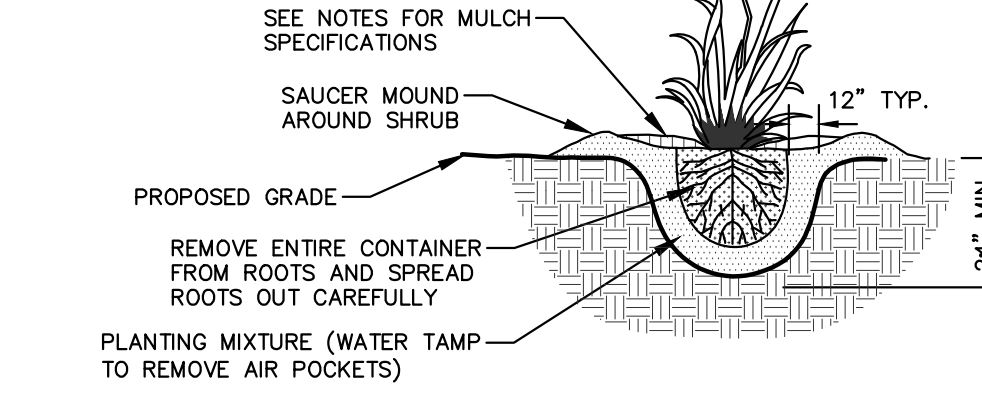 SEE NOTES FOR MULCH
SPECIFICATIONS
SAUCER MOUND
AROUND SHRUB
12" TYP.
PROPOSED GRADE
REMOVE ENTIRE CONTAINER
FROM ROOTS AND SPREAD
ROOTS OUT CAREFULLY
PLANTING MIXTURE (WATER TAMP
TO REMOVE AIR POCKETS)